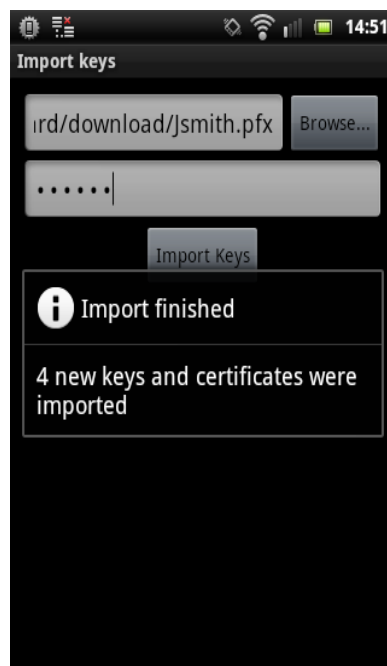 14:51
Import keys
ırd/download/Jsmith.pfx
Browse...
Import Keys
Import finished
4 new keys and certificates were
imported